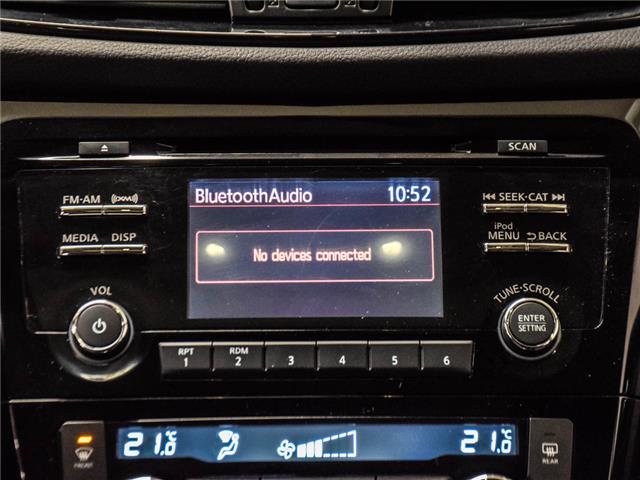 SCAN
FM·AM (XM)
SEEK·CAT
MEDIA DISP
iPod
MENU BACK
BluetoothAudio 10:52
No devices connected
VOL
TUNE·SCROLL
ENTER
SETTING
RPT
1
RDM
2
3
4
5
6
21.0°C
21.0°C
FRONT
REAR